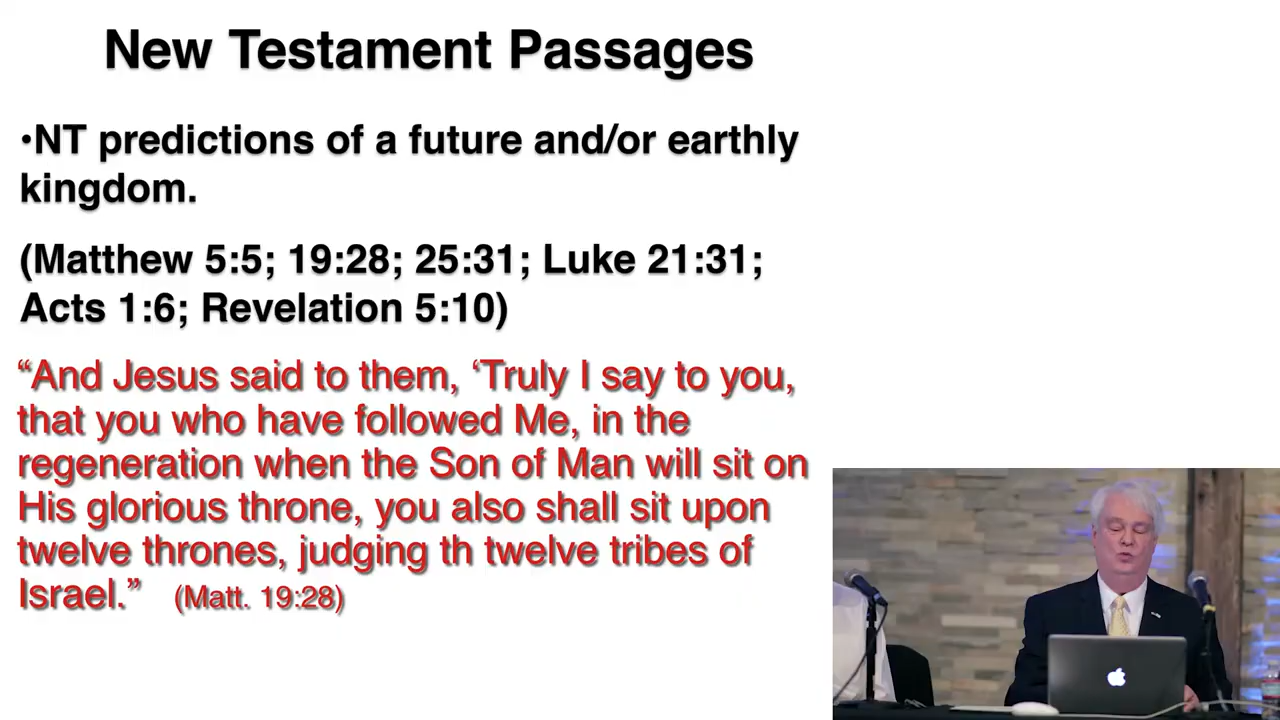 New Testament Passages
•NT predictions of a future and/or earthly
kingdom.
(Matthew 5:5; 19:28; 25:31; Luke 21:31;
Acts 1:6; Revelation 5:10)
“And Jesus said to them, ‘Truly I say to you,
that you who have followed Me, in the
regeneration when the Son of Man will sit on
His glorious throne, you also shall sit upon
twelve thrones, judging th twelve tribes of
Israel.” (Matt. 19:28)